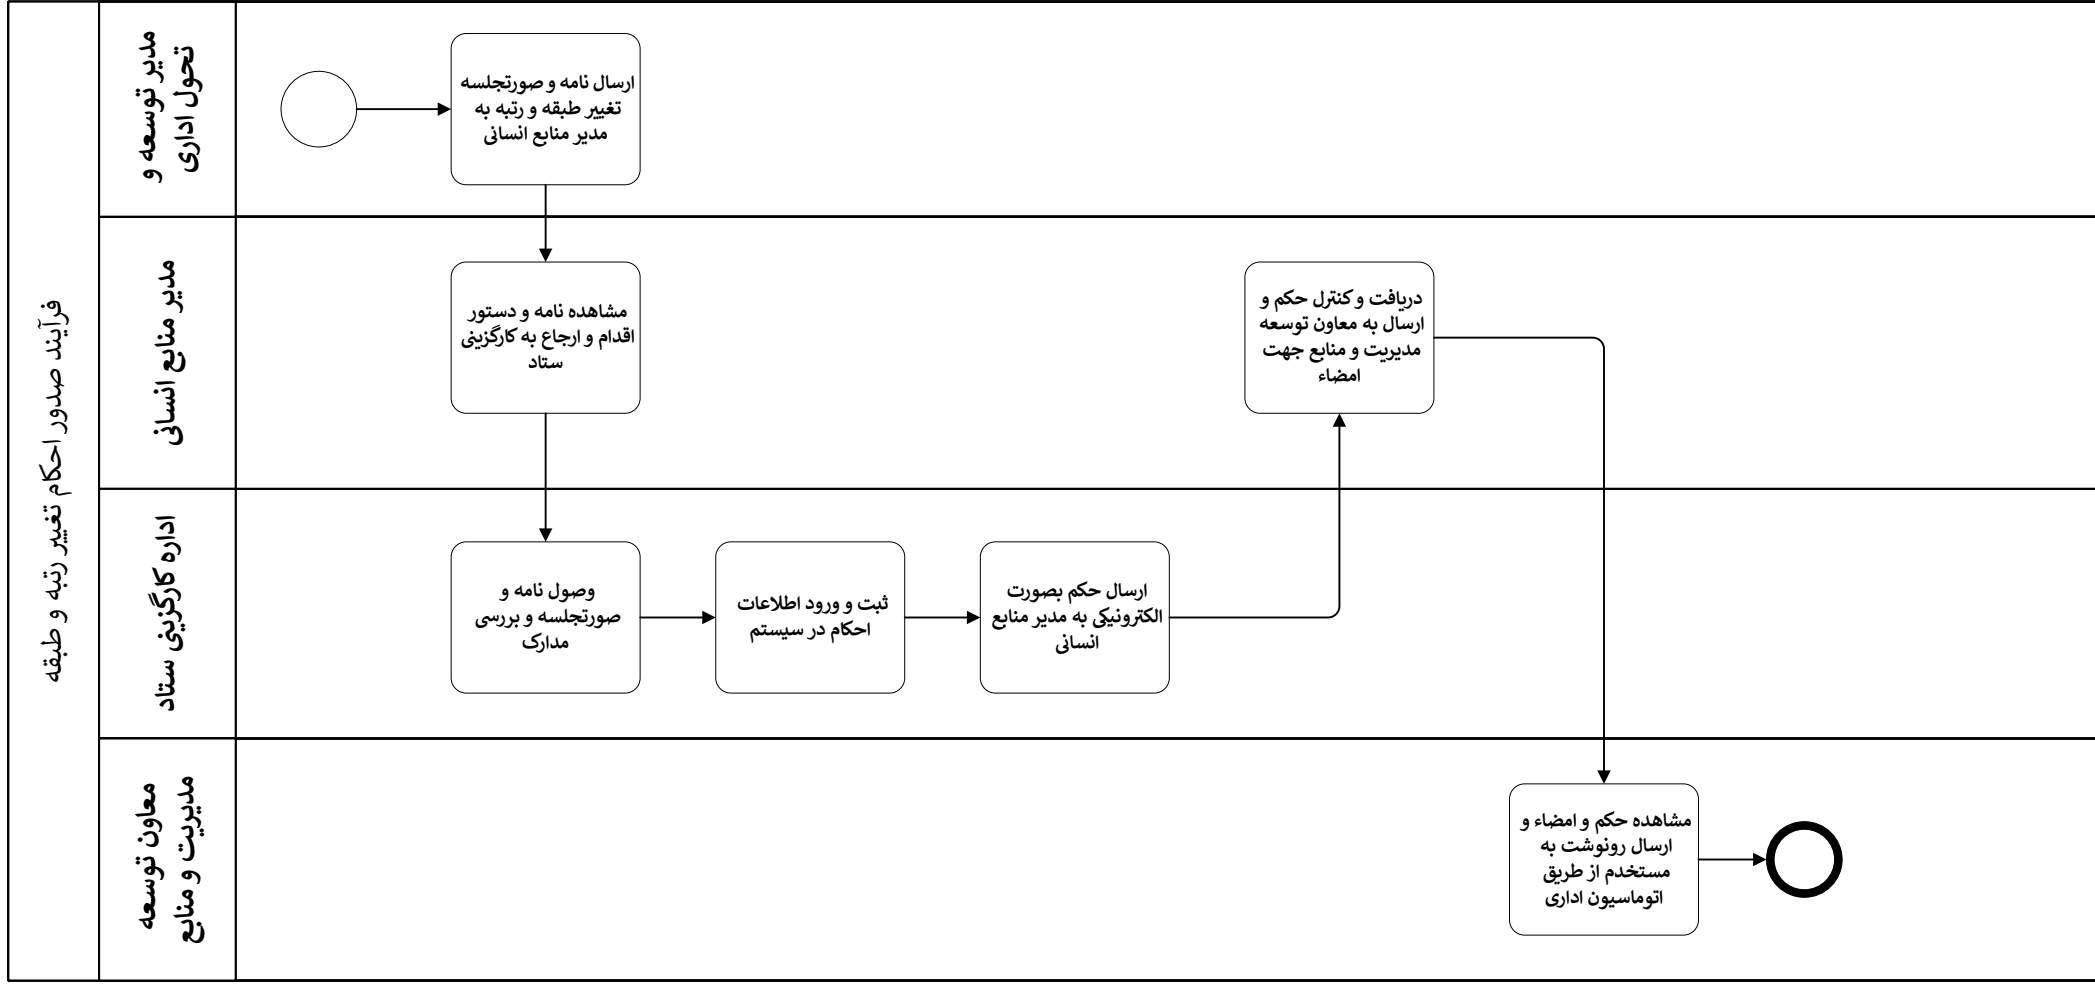 فرآیند صدور احکام تغییر رتبه و طبقه
مدیر توسعه و
تحول اداری
ارسال نامه و صورتجلسه
تغییر طبقه و رتبه به
مدیر منابع انسانی
مدیر منابع انسانی
مشاهده نامه و دستور
اقدام و ارجاع به کارگزینی
ستاد
دریافت و کنترل حکم و
ارسال به معاون توسعه
مدیریت و منابع جهت
امضاء
اداره کارگزینی ستاد
وصول نامه و
صورتجلسه و بررسی
مدارک
ثبت و ورود اطلاعات
احکام در سیستم
ارسال حکم بصورت
الکترونیکی به مدیر منابع
انسانی
معاون توسعه
مدیریت و منابع
مشاهده حکم و امضاء و
ارسال رونوشت به
مستخدم از طریق
اتوماسیون اداری